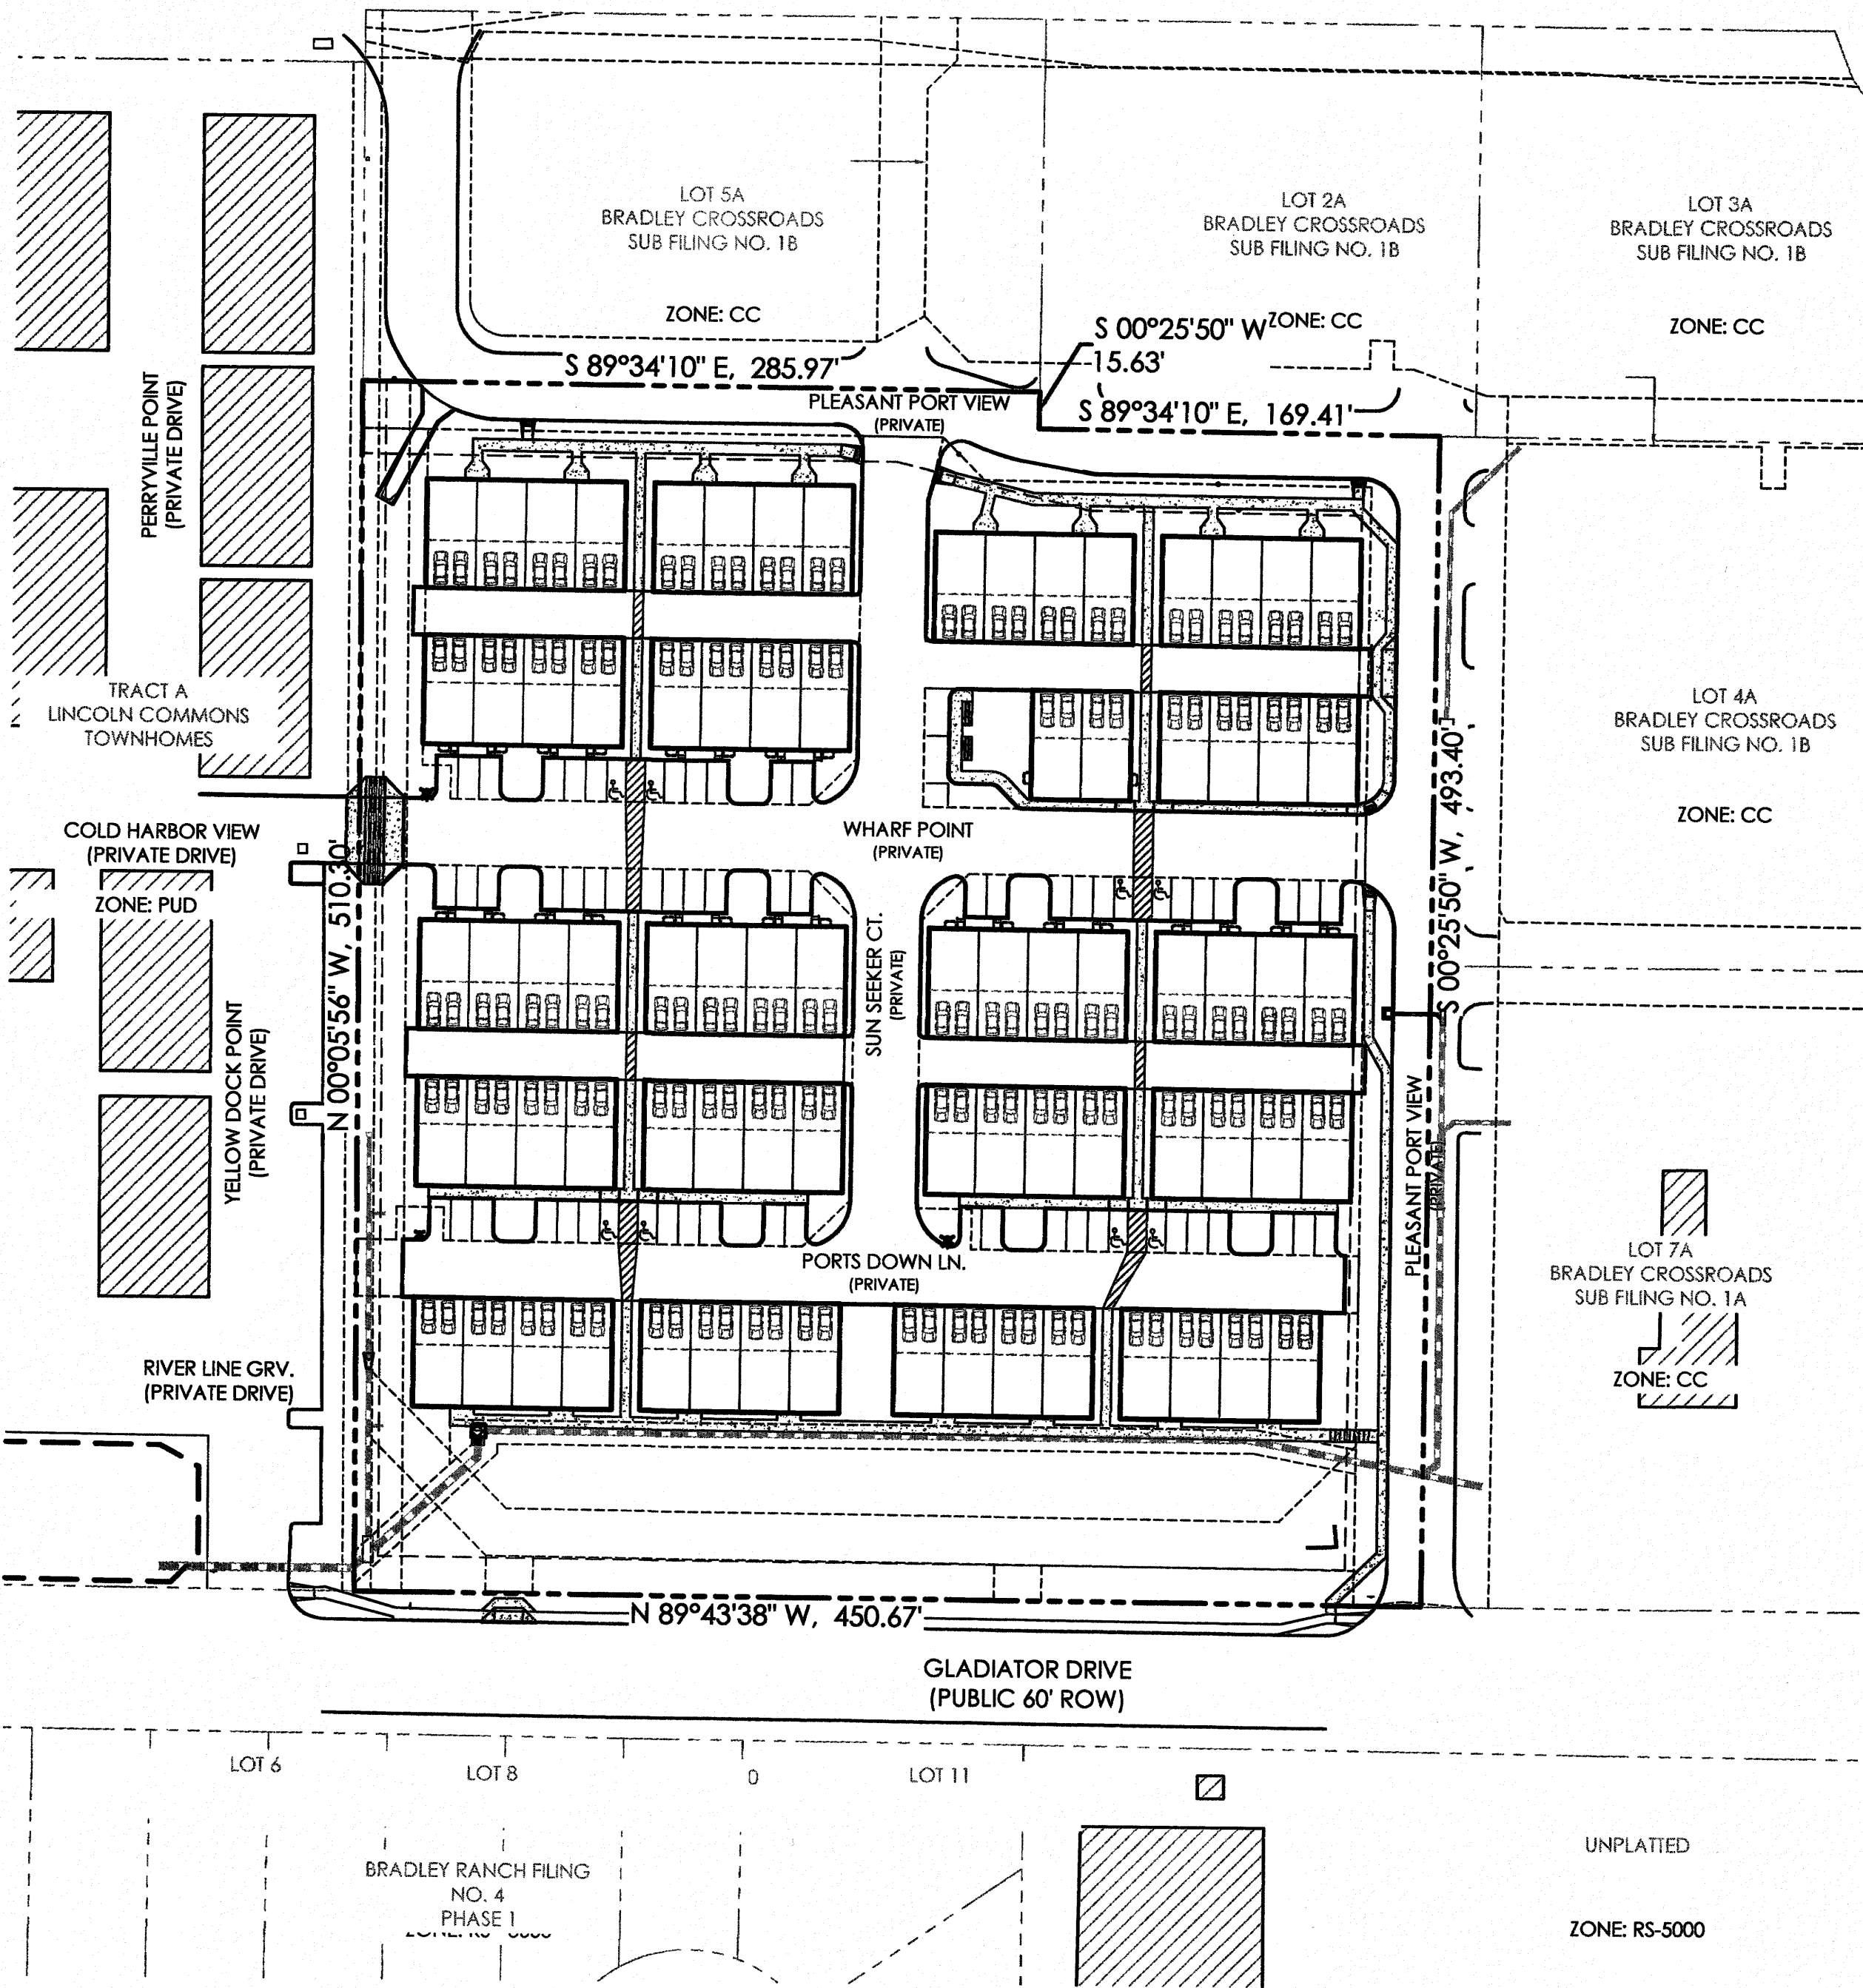 LOT 5A
BRADLEY CROSSROADS
SUB FILING NO. 1B
ZONE: CC
LOT 2A
BRADLEY CROSSROADS
SUB FILING NO. 1B
ZONE: CC
LOT 3A
BRADLEY CROSSROADS
SUB FILING NO. 1B
ZONE: CC
S 00°25'50" W
15.63'
S 89°34'10" E, 285.97'
S 89°34'10" E, 169.41'
PLEASANT PORT VIEW
(PRIVATE)
PERRYVILLE POINT
(PRIVATE DRIVE)
TRACT A
LINCOLN COMMONS
TOWNHOMES
LOT 4A
BRADLEY CROSSROADS
SUB FILING NO. 1B
ZONE: CC
COLD HARBOR VIEW
(PRIVATE DRIVE)
ZONE: PUD
WHARF POINT
(PRIVATE)
N 00°05'56" W, 510.30'
S 00°25'50" W, 493.40'
SUN SEEKER CT.
(PRIVATE)
YELLOW DOCK POINT
(PRIVATE DRIVE)
PLEASANT PORT VIEW
(PRIVATE)
PORTS DOWN LN.
(PRIVATE)
LOT 7A
BRADLEY CROSSROADS
SUB FILING NO. 1A
ZONE: CC
RIVER LINE GRV.
(PRIVATE DRIVE)
N 89°43'38" W, 450.67'
GLADIATOR DRIVE
(PUBLIC 60' ROW)
LOT 6
LOT 8
0
LOT 11
BRADLEY RANCH FILING
NO. 4
PHASE 1
UNPLATTED
ZONE: RS-5000